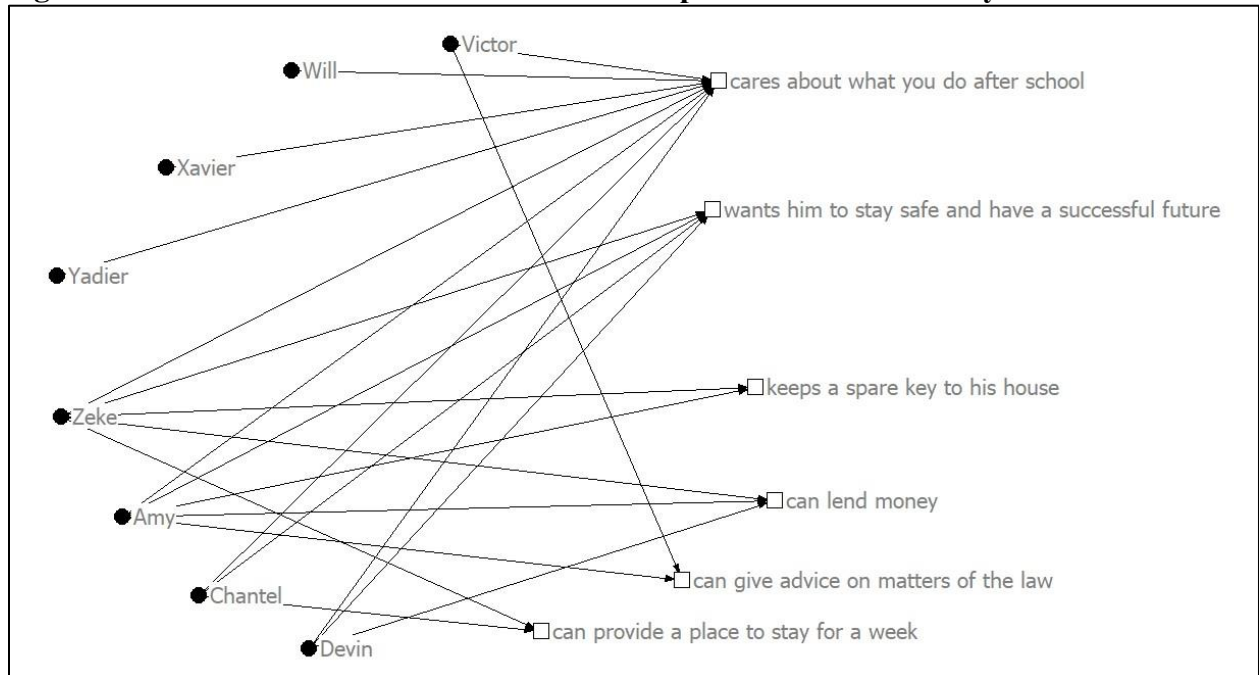 Victor
Will
cares about what you do after school
Xavier
wants him to stay safe and have a successful future
Yadier
keeps a spare key to his house
Zeke
can lend money
Amy
can give advice on matters of the law
Chantel
can provide a place to stay for a week
Devin